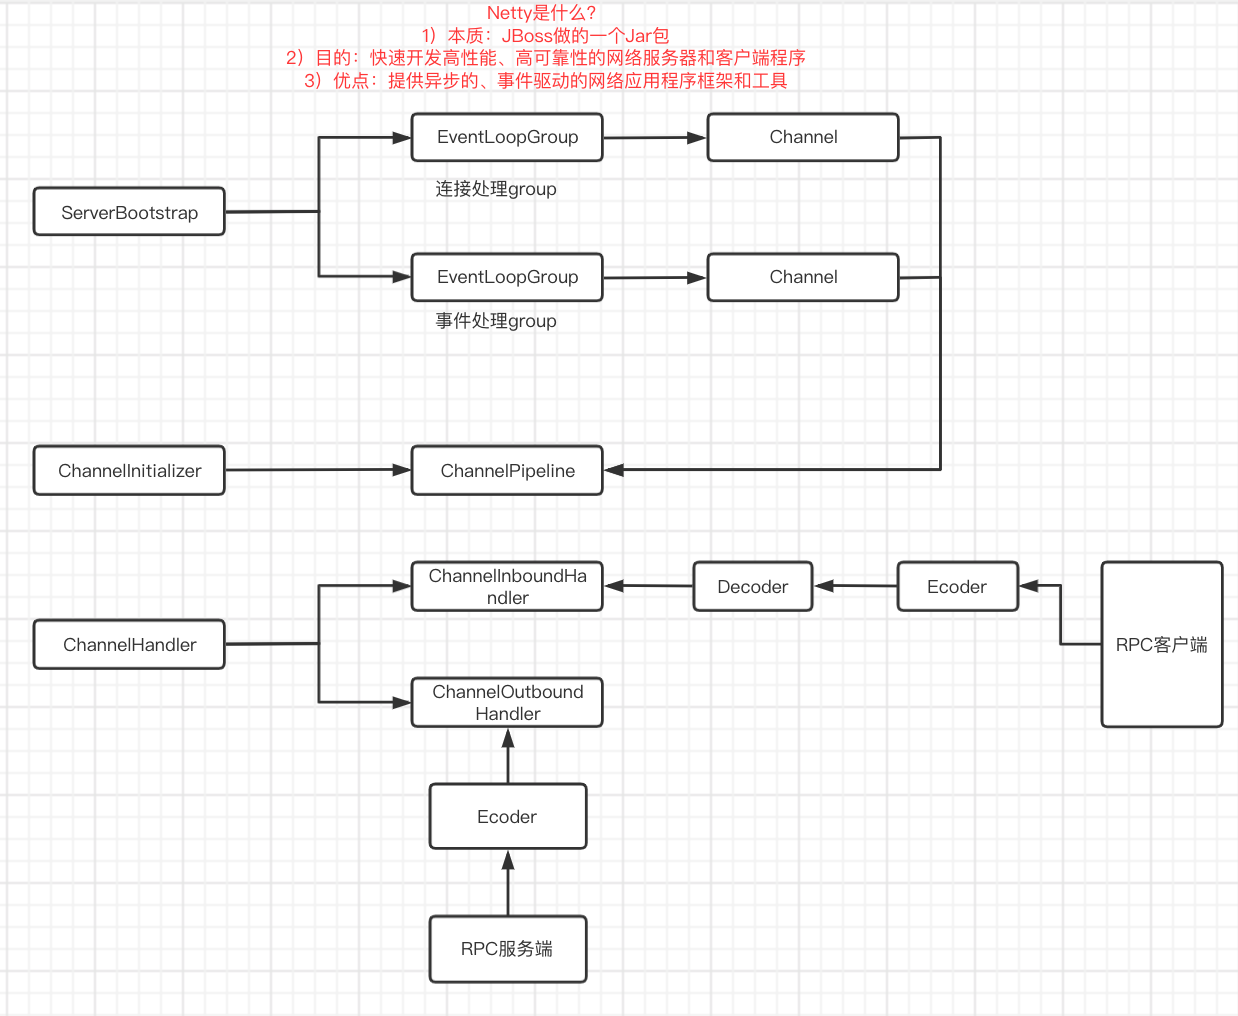 Netty是什么？
1）本质：JBoss做的一个Jar包
2）目的：快速开发高性能、高可靠性的网络服务器和客户端程序
3）优点：提供异步的、事件驱动的网络应用程序框架和工具
EventLoopGroup
Channel
连接处理group
ServerBootstrap
EventLoopGroup
Channel
事件处理group
ChannelInitializer
ChannelPipeline
ChannelInboundHa
ndler
Decoder
Ecoder
ChannelHandler
RPC客户端
ChannelOutbound
Handler
Ecoder
RPC服务端